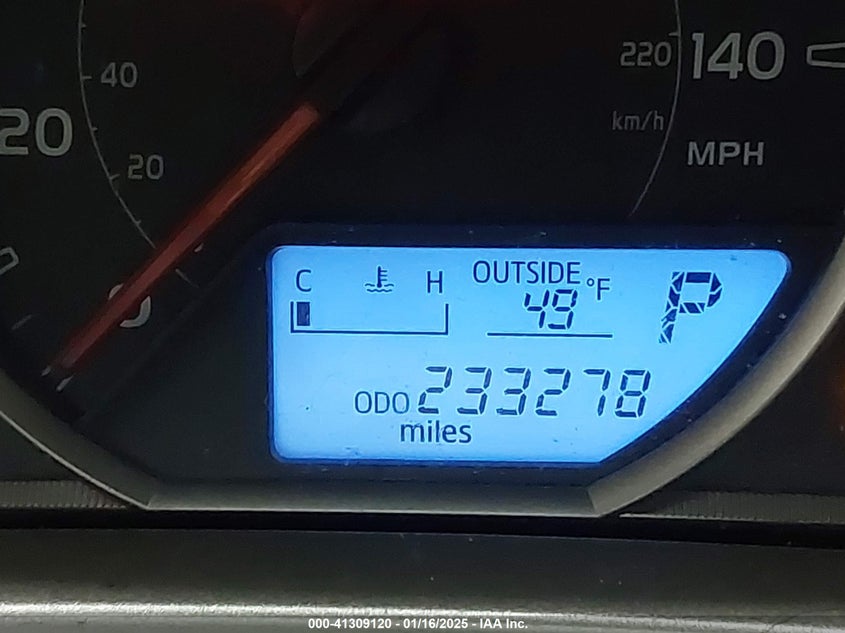 40
220
140
20
km/h
MPH
20
0
C
H
OUTSIDE
49 °F
P
ODO 233278
miles
000-41309120 - 01/16/2025 - IAA Inc.